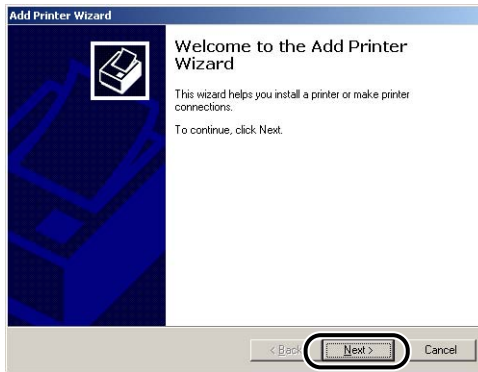 Add Printer Wizard
Welcome to the Add Printer
Wizard
This wizard helps you install a printer or make printer
connections.
To continue, click Next.
< Back
Next >
Cancel